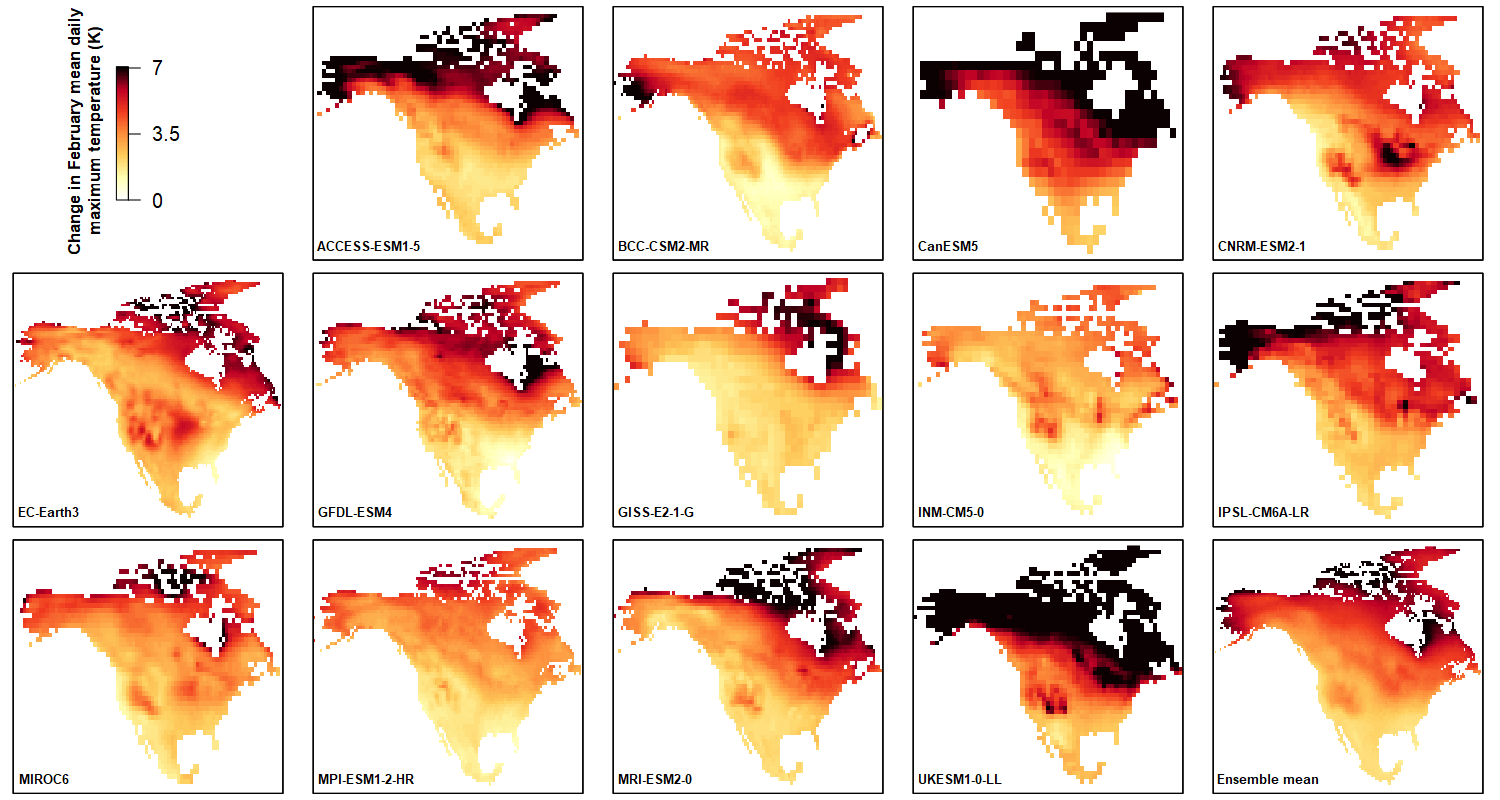 Change in February mean daily
maximum temperature (K)
7
3.5
0
ACCESS-ESM1-5
BCC-CSM2-MR
CanESM5
CNRM-ESM2-1
EC-Earth3
GFDL-ESM4
GISS-E2-1-G
INM-CM5-0
IPSL-CM6A-LR
MIROC6
MPI-ESM1-2-HR
MRI-ESM2-0
UKESM1-0-LL
Ensemble mean